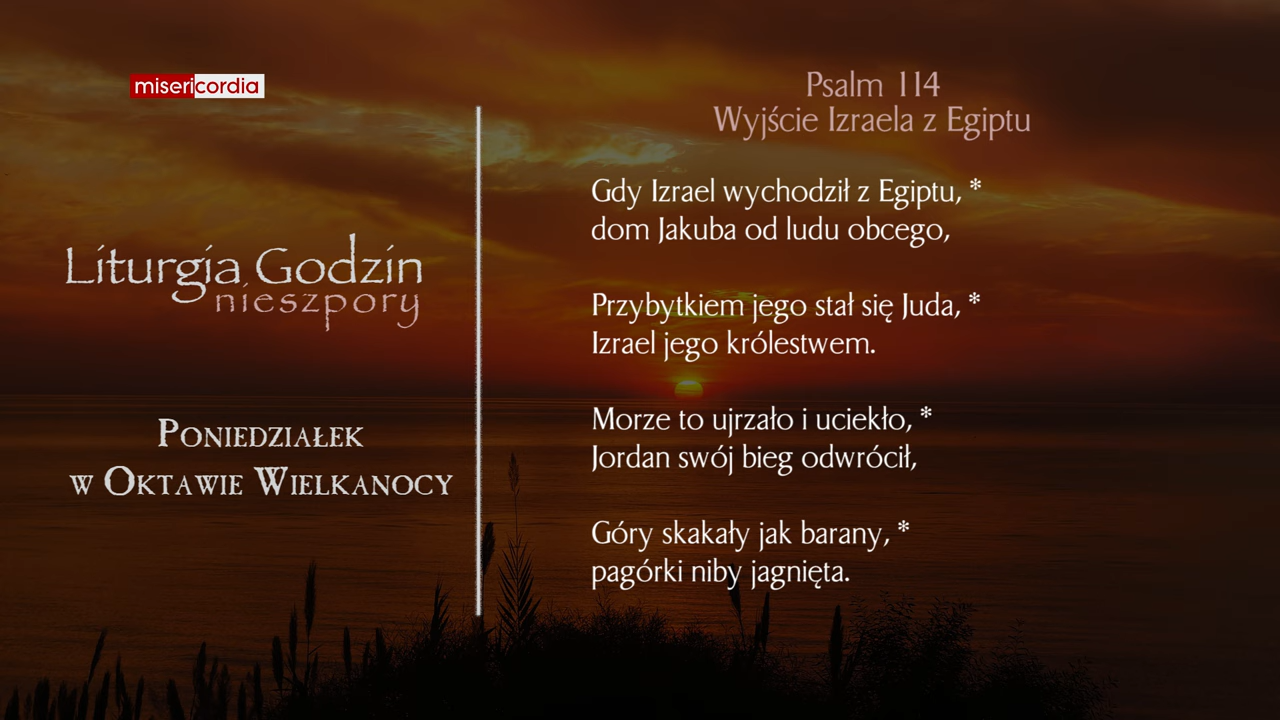 misericordia
Liturgia Godzin
nieszpory
Poniedziałek
w Oktawie Wielkanocy
Psalm 114
Wyjście Izraela z Egiptu
Gdy Izrael wychodził z Egiptu, *
dom Jakuba od ludu obcego,
Przybytkiem jego stał się Juda, *
Izrael jego królestwem.
Morze to ujrzało i uciekło, *
Jordan swój bieg odwrócił,
Góry skakały jak barany, *
pagórki niby jagnięta.